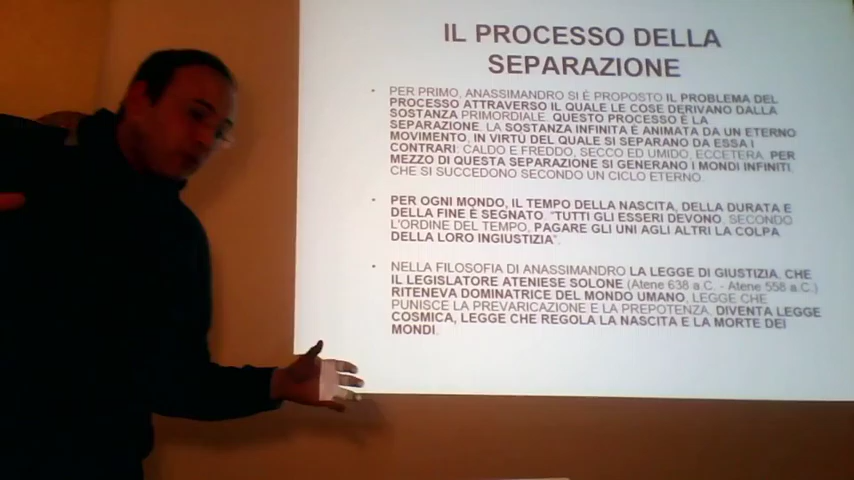 IL PROCESSO DELLA
SEPARAZIONE
• PER PRIMO, ANASSIMANDRO SI È PROPOSTO IL PROBLEMA DEL
PROCESSO ATTRAVERSO IL QUALE LE COSE DERIVANO DALLA
SOSTANZA PRIMORDIALE. QUESTO PROCESSO È LA
SEPARAZIONE. LA SOSTANZA INFINITA È ANIMATA DA UN ETERNO
MOVIMENTO, IN VIRTÙ DEL QUALE SI SEPARANO DA ESSA I
CONTRARI: CALDO E FREDDO, SECCO ED UMIDO, ECCETERA. PER
MEZZO DI QUESTA SEPARAZIONE SI GENERANO I MONDI INFINITI,
CHE SI SUCCEDONO SECONDO UN CICLO ETERNO.
• PER OGNI MONDO, IL TEMPO DELLA NASCITA, DELLA DURATA E
DELLA FINE È SEGNATO. "TUTTI GLI ESSERI DEVONO, SECONDO
L'ORDINE DEL TEMPO, PAGARE GLI UNI AGLI ALTRI LA COLPA
DELLA LORO INGIUSTIZIA".
• NELLA FILOSOFIA DI ANASSIMANDRO LA LEGGE DI GIUSTIZIA, CHE
IL LEGISLATORE ATENIESE SOLONE (ATENE 638 a.C. - Atene 558 a.C.)
RITENEVA DOMINATRICE DEL MONDO UMANO, LEGGE CHE
PUNISCE LA PREVARICAZIONE E LA PREPOTENZA, DIVENTA LEGGE
COSMICA, LEGGE CHE REGOLA LA NASCITA E LA MORTE DEI
MONDI.